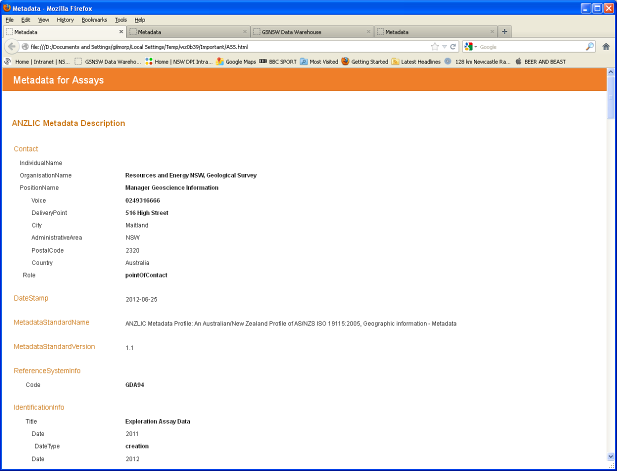 Metadata - Mozilla Firefox
File Edit View History Bookmarks Tools Help
Metadata Metadata GSNSW Data Warehouse Metadata
file:///D:/Documents and Settings/gilmorp/Local Settings/Temp/wz0b39/Important/ASS.html Google
Home | Intranet | NS... GSNSW Data Wareho... Home | NSW DPI Intra... Google Maps BBC SPORT Most Visited Getting Started Latest Headlines 128 km Newcastle Ra... BEER AND BEAST
Metadata for Assays
ANZLIC Metadata Description
Contact
IndividualName
OrganisationName Resources and Energy NSW, Geological Survey
PositionName Manager Geoscience Information
Voice 0249316666
DeliveryPoint 516 High Street
City Maitland
AdministrativeArea NSW
PostalCode 2320
Country Australia
Role pointOfContact
DateStamp 2012-06-25
MetadataStandardName ANZLIC Metadata Profile: An Australian/New Zealand Profile of AS/NZS ISO 19115:2005, Geographic information - Metadata
MetadataStandardVersion 1.1
ReferenceSystemInfo
Code GDA94
IdentificationInfo
Title Exploration Assay Data
Date 2011
DateType creation
Date 2012